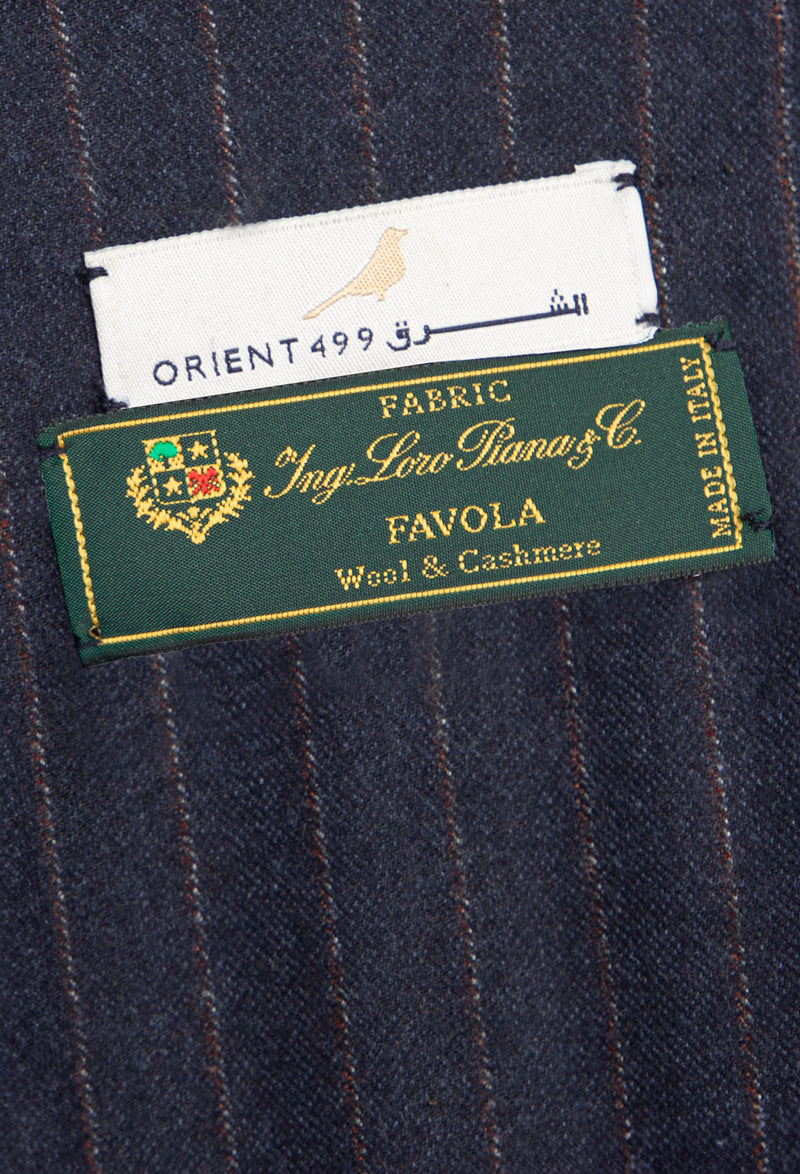 ORIENT 499 الشرق
FABRIC
Ing. Loro Piana & C.
FAVOLA
Wool & Cashmere
MADE IN ITALY